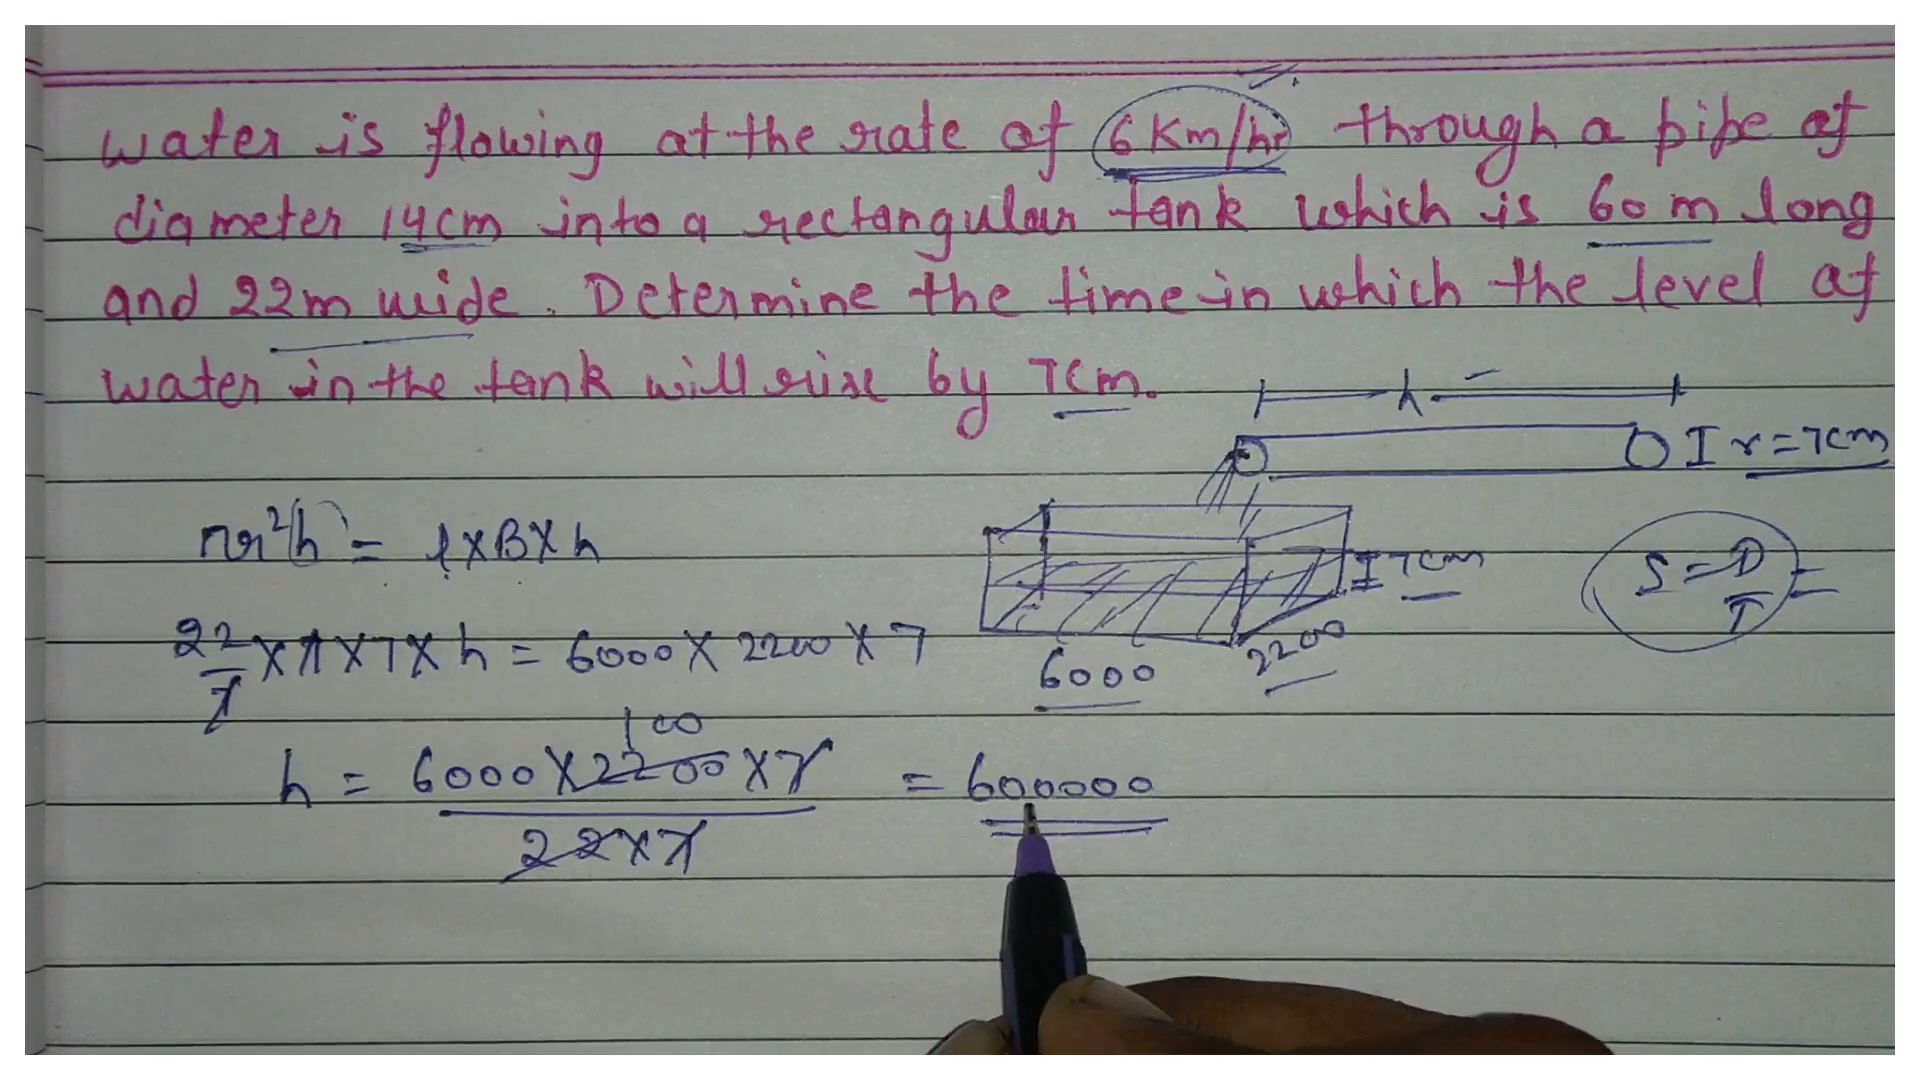 water is flowing at the rate of 6 Km/hr through a pipe of
diameter 14cm into a rectangular tank which is 60 m long
and 22m wide. Determine the time in which the level of
water in the tank will rise by 7cm.
h
r = 7cm
πr²h = l×B×h
7cm
S = D/T
22/7 × 7 × 7 × h = 6000 × 2200 × 7
6000
2200
100
h = 6000 × 2200 × 7 / 22×7 = 600000